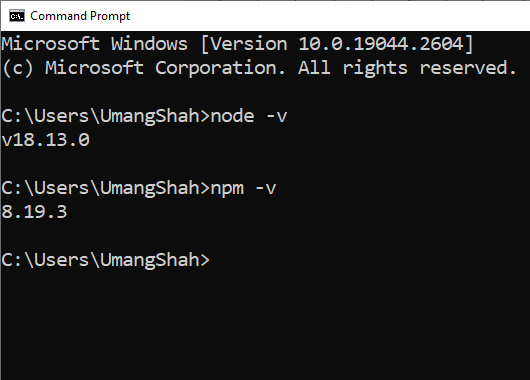 Command Prompt
Microsoft Windows [Version 10.0.19044.2604]
(c) Microsoft Corporation. All rights reserved.
C:\Users\UmangShah>node -v
v18.13.0
C:\Users\UmangShah>npm -v
8.19.3
C:\Users\UmangShah>